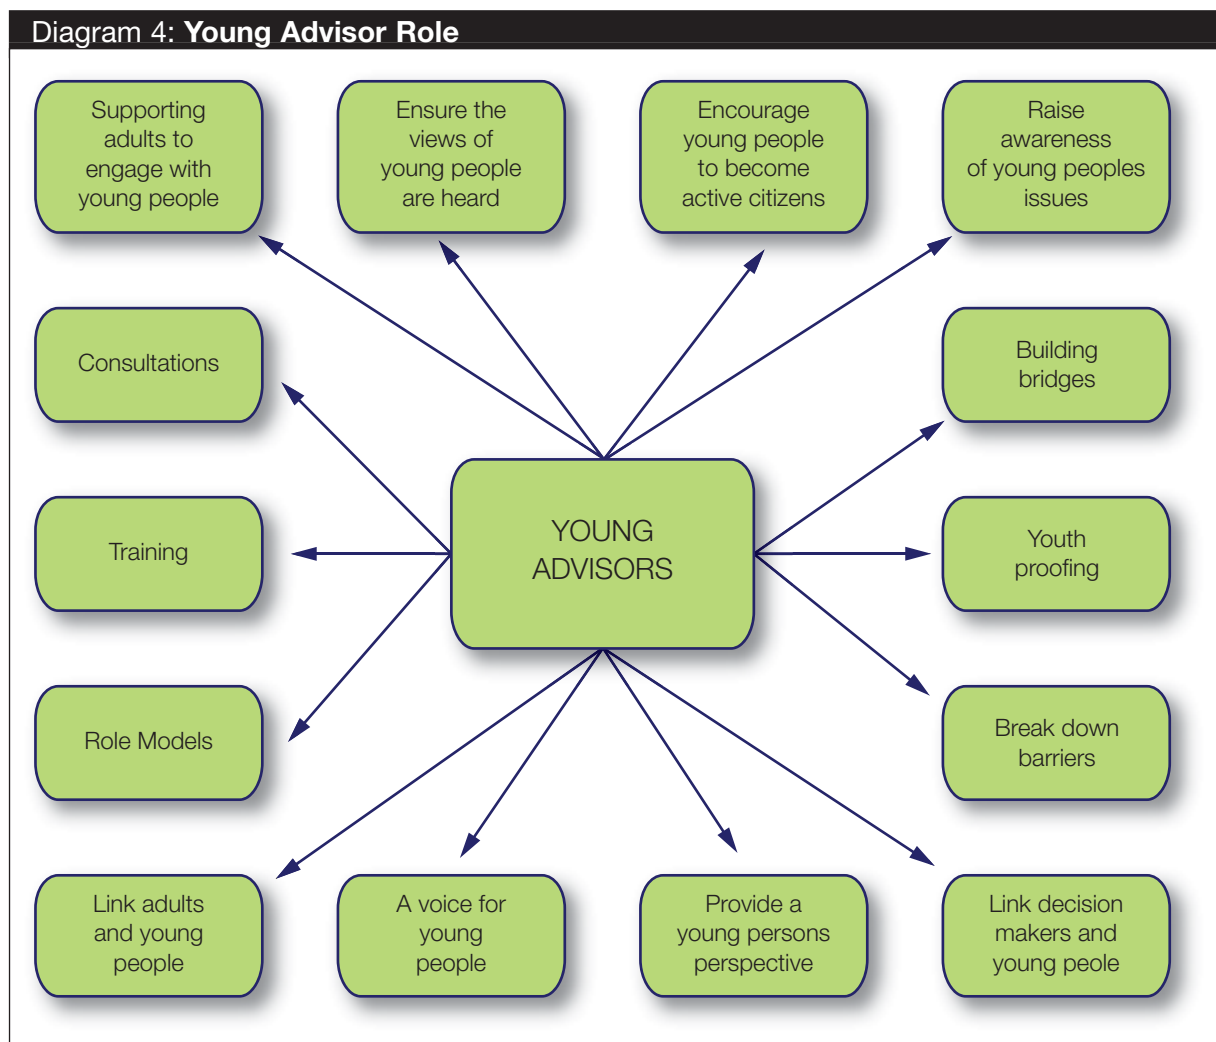 Diagram 4: Young Advisor Role
Supporting
adults to
engage with
young people
Ensure the
views of
young people
are heard
Encourage
young people
to become
active citizens
Raise
awareness
of young peoples
issues
Consultations
Building
bridges
Training
YOUNG
ADVISORS
Youth
proofing
Role Models
Break down
barriers
Link adults
and young
people
A voice for
young
people
Provide a
young persons
perspective
Link decision
makers and
young peole